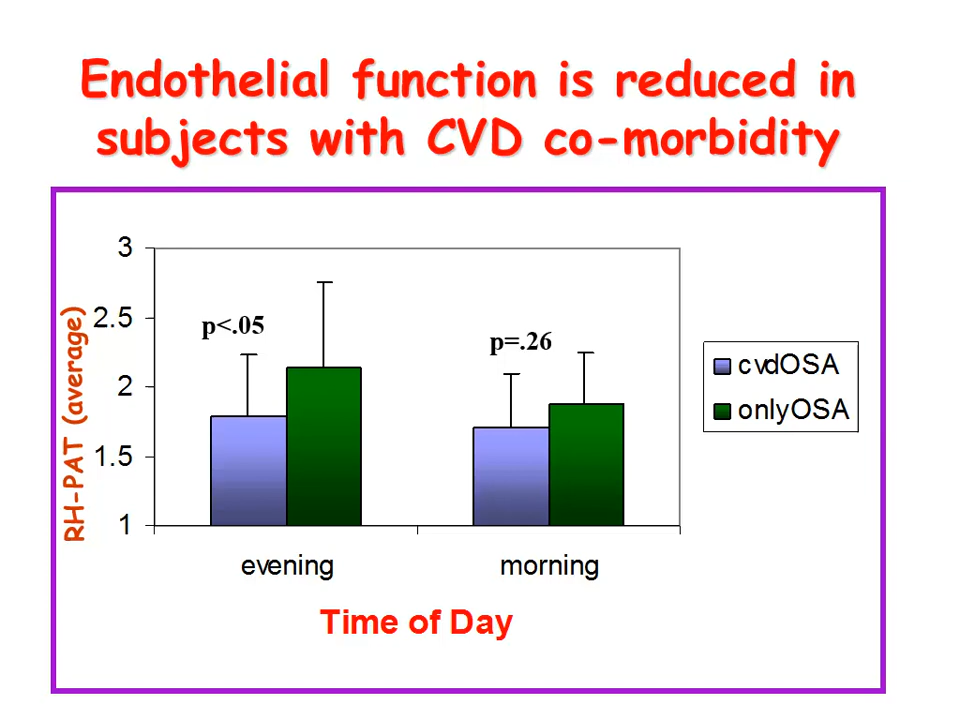 Endothelial function is reduced in
subjects with CVD co-morbidity
3
2.5
2
1.5
1
RH-PAT (average)
p<.05
p=.26
cvdOSA
onlyOSA
evening
morning
Time of Day